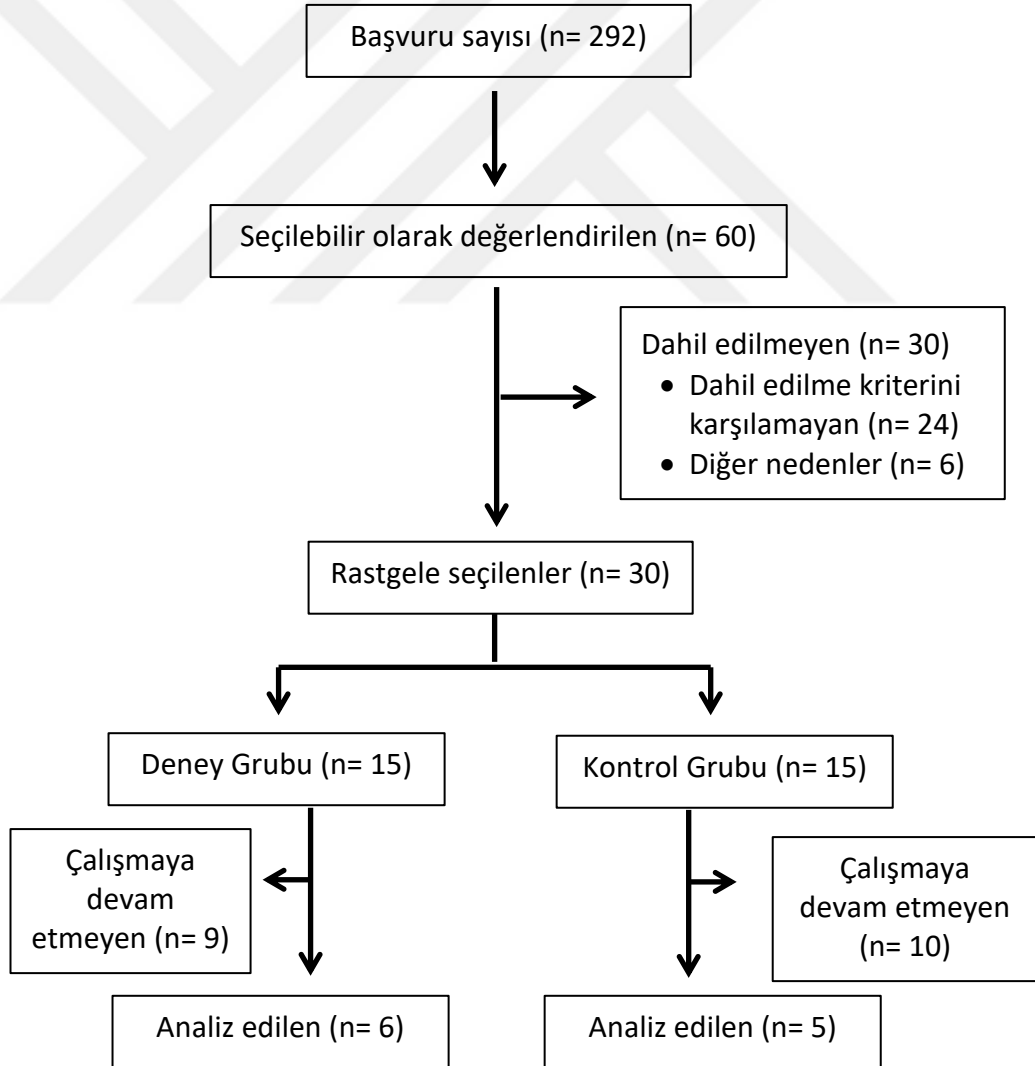 Başvuru sayısı (n= 292)
Seçilebilir olarak değerlendirilen (n= 60)
Dahil edilmeyen (n= 30)
• Dahil edilme kriterini
karşılamayan (n= 24)
• Diğer nedenler (n= 6)
Rastgele seçilenler (n= 30)
Deney Grubu (n= 15)
Kontrol Grubu (n= 15)
Çalışmaya
devam
etmeyen (n= 9)
Çalışmaya
devam etmeyen
(n= 10)
Analiz edilen (n= 6)
Analiz edilen (n= 5)